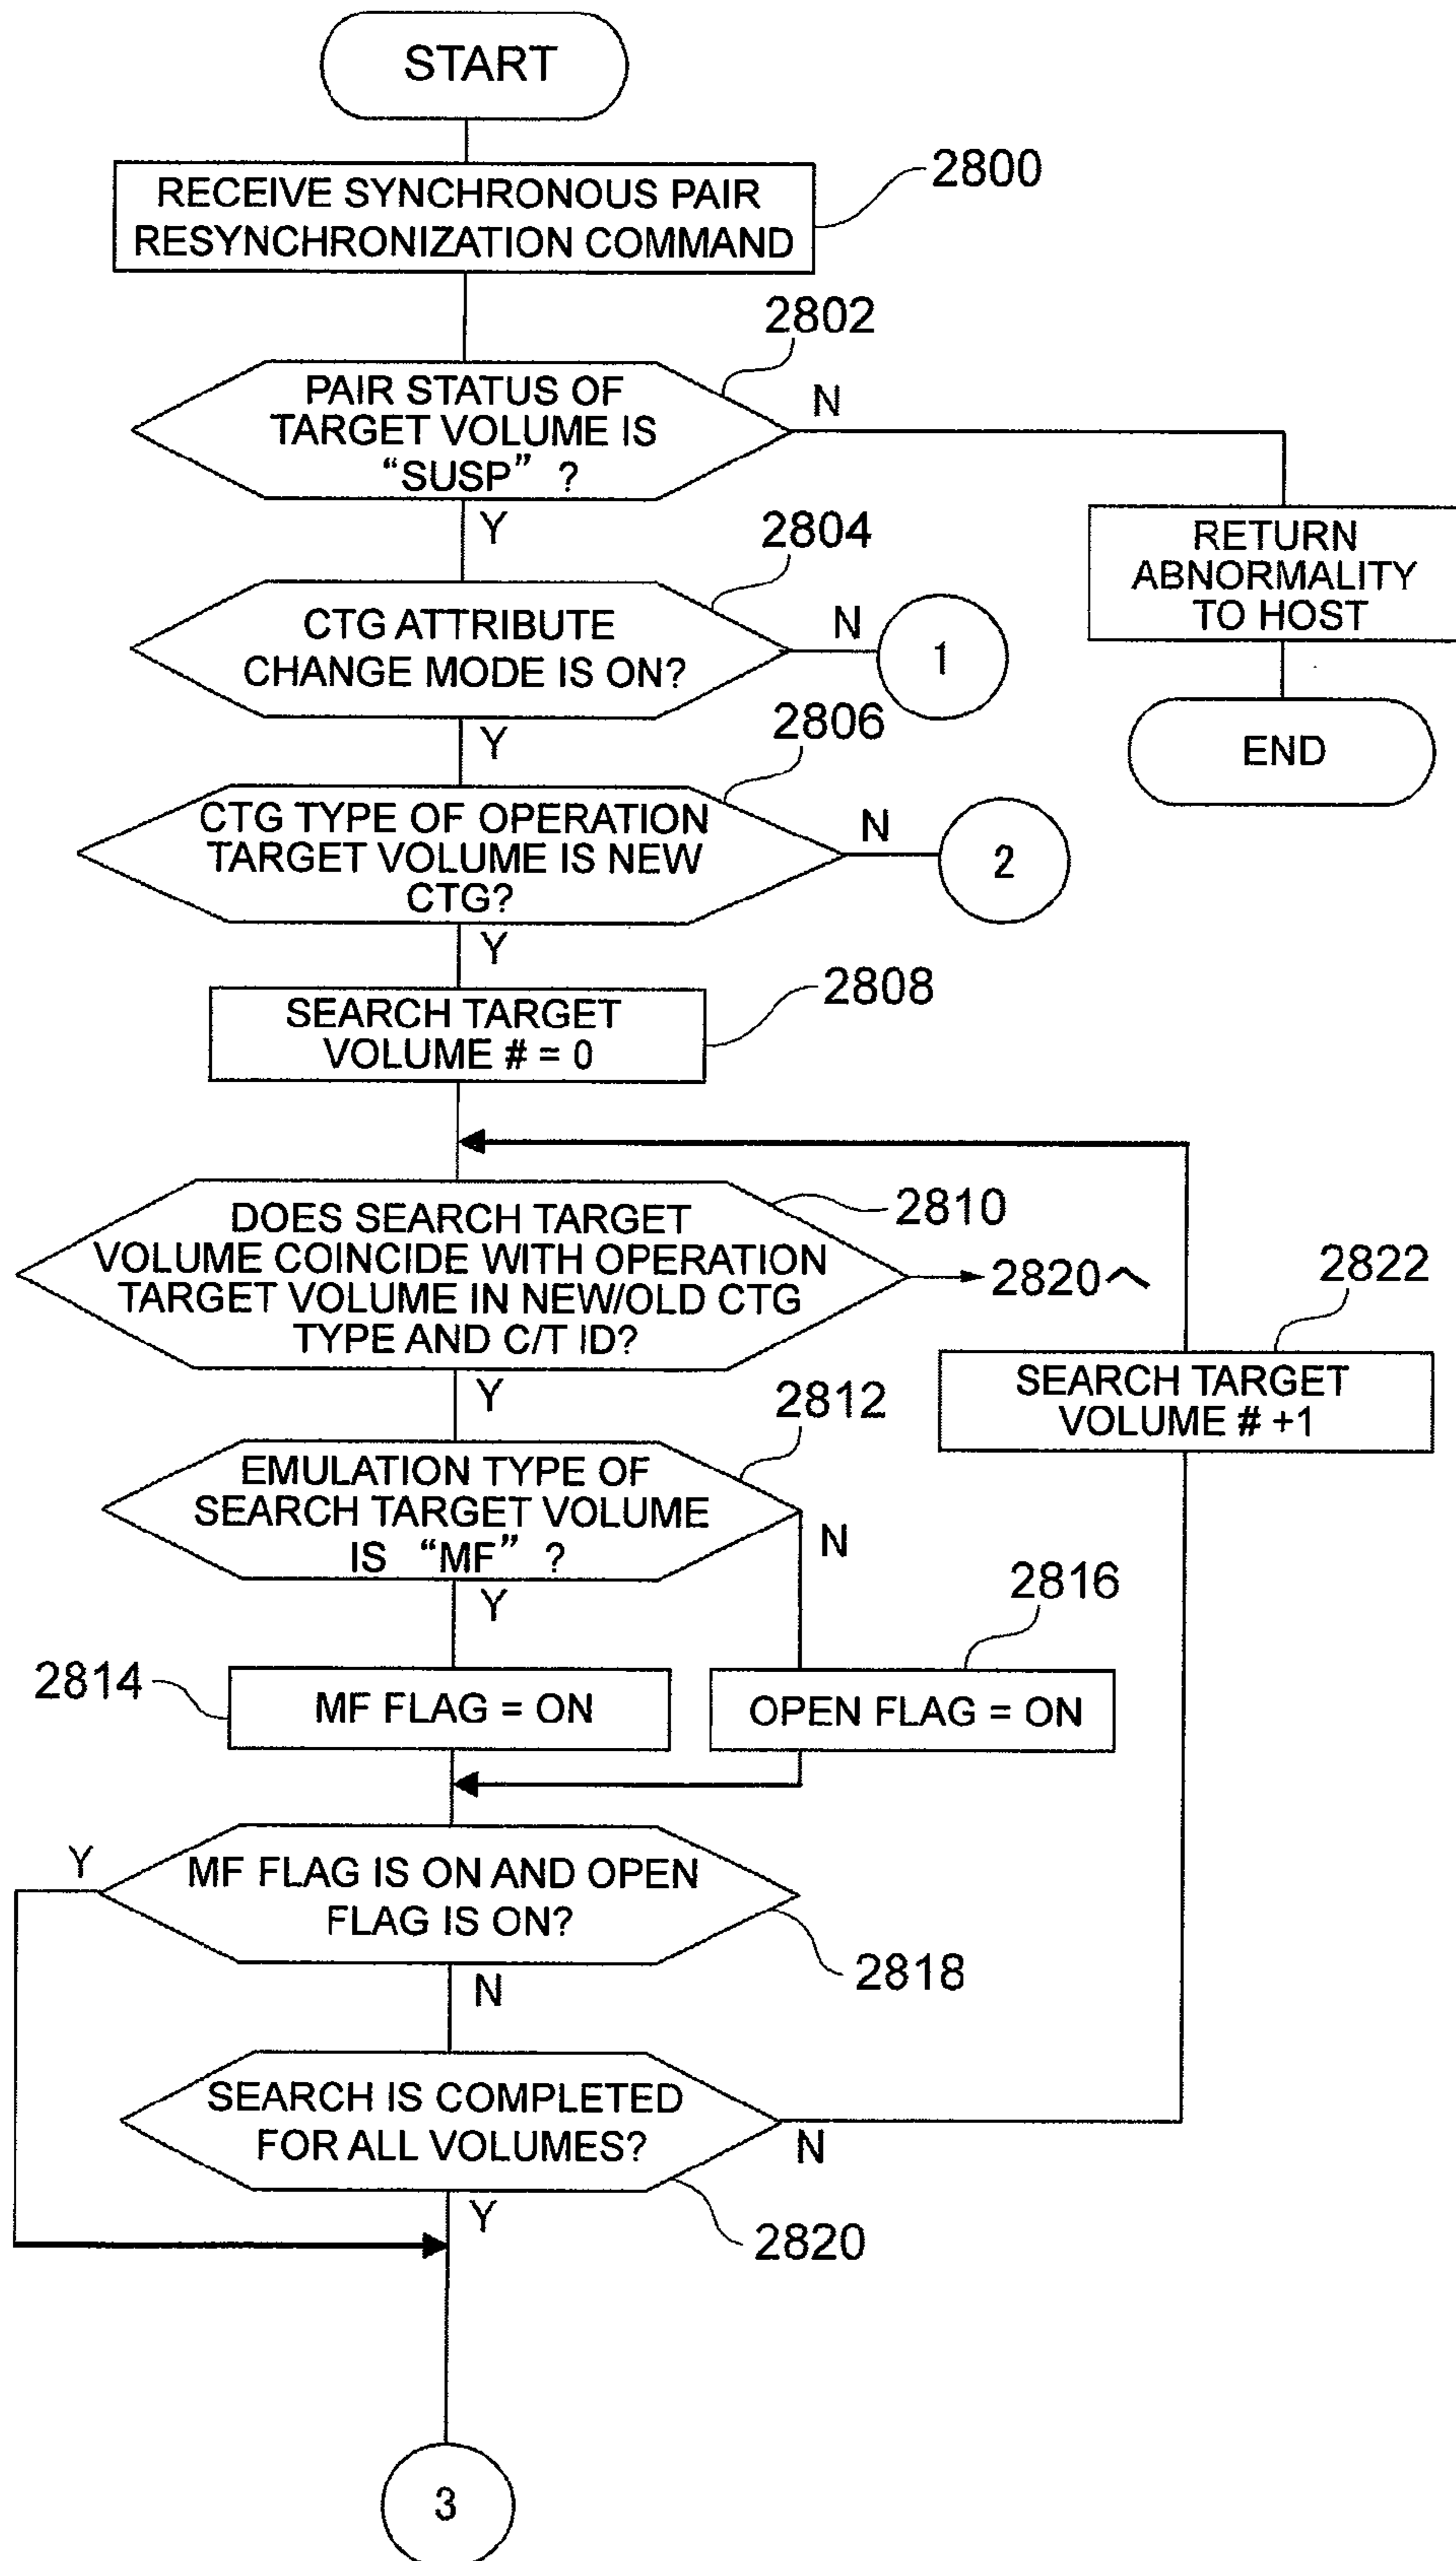 START
RECEIVE SYNCHRONOUS PAIR
RESYNCHRONIZATION COMMAND
2800
2802
PAIR STATUS OF
TARGET VOLUME IS
“SUSP” ?
N
Y
RETURN
ABNORMALITY
TO HOST
END
2804
CTG ATTRIBUTE
CHANGE MODE IS ON?
N
1
Y
2806
CTG TYPE OF OPERATION
TARGET VOLUME IS NEW
CTG?
N
2
Y
2808
SEARCH TARGET
VOLUME # = 0
2810
DOES SEARCH TARGET
VOLUME COINCIDE WITH OPERATION
TARGET VOLUME IN NEW/OLD CTG
TYPE AND C/T ID?
2820へ
Y
2822
SEARCH TARGET
VOLUME # +1
2812
EMULATION TYPE OF
SEARCH TARGET VOLUME
IS “MF” ?
N
Y
2814
MF FLAG = ON
2816
OPEN FLAG = ON
Y
MF FLAG IS ON AND OPEN
FLAG IS ON?
2818
N
SEARCH IS COMPLETED
FOR ALL VOLUMES?
N
Y
2820
3